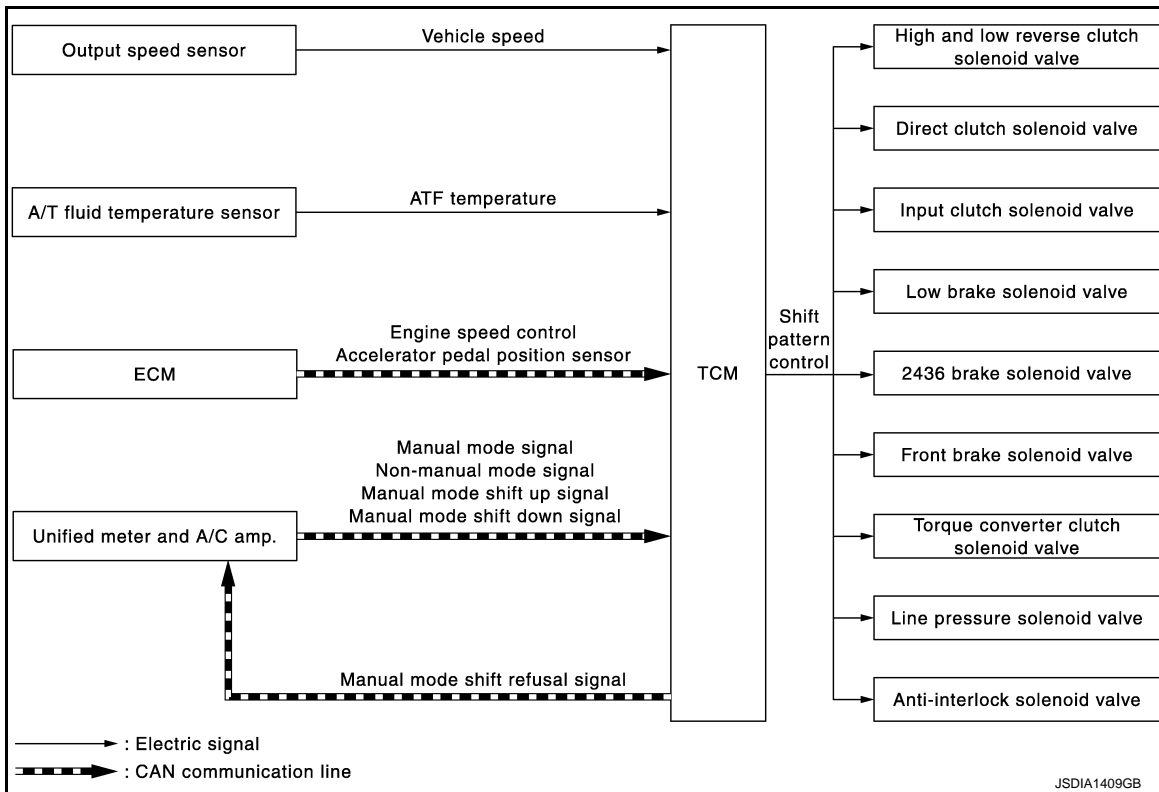 Output speed sensor
Vehicle speed
A/T fluid temperature sensor
ATF temperature
ECM
Engine speed control
Accelerator pedal position sensor
Unified meter and A/C amp.
Manual mode signal
Non-manual mode signal
Manual mode shift up signal
Manual mode shift down signal
Manual mode shift refusal signal
TCM
Shift
pattern
control
High and low reverse clutch
solenoid valve
Direct clutch solenoid valve
Input clutch solenoid valve
Low brake solenoid valve
2436 brake solenoid valve
Front brake solenoid valve
Torque converter clutch
solenoid valve
Line pressure solenoid valve
Anti-interlock solenoid valve
: Electric signal
: CAN communication line
JSDIA1409GB